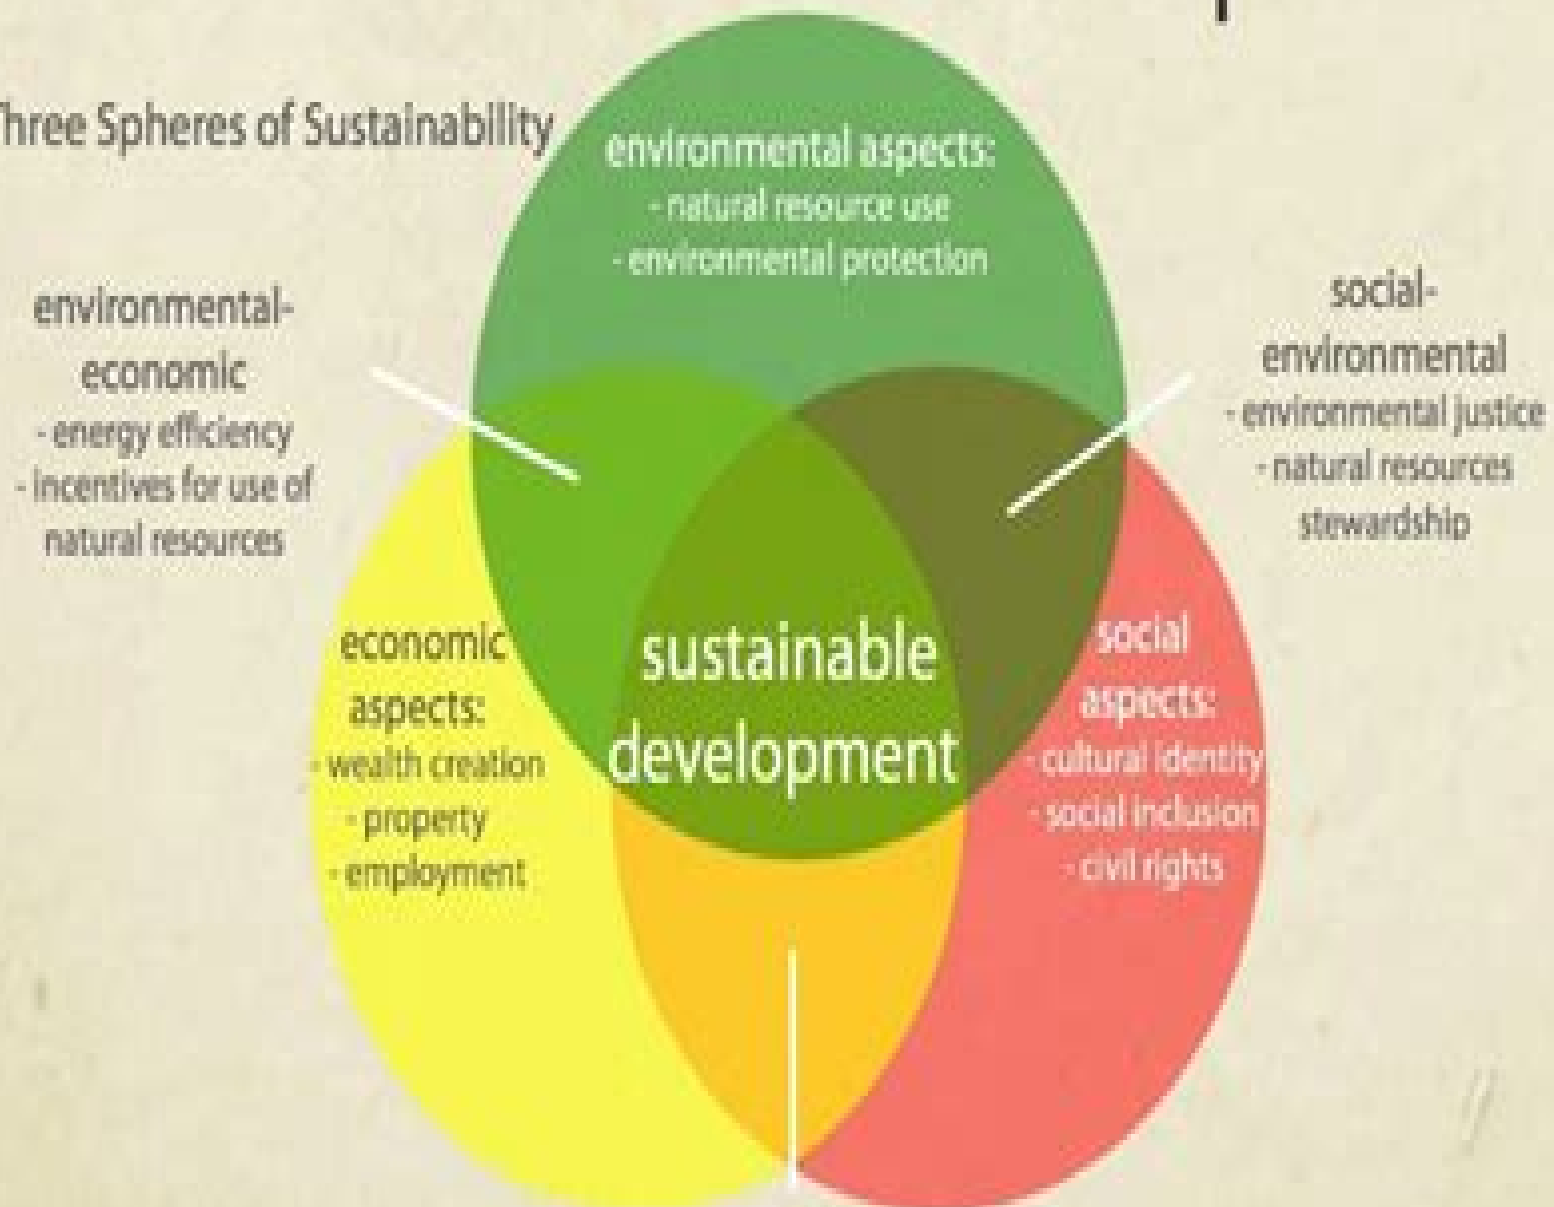 Three Spheres of Sustainability
environmental aspects:
- natural resource use
- environmental protection
environmental-
economic
- energy efficiency
- incentives for use of
natural resources
social-
environmental
- environmental justice
- natural resources
stewardship
economic
aspects:
- wealth creation
- property
- employment
sustainable
development
social
aspects:
- cultural identity
- social inclusion
- civil rights